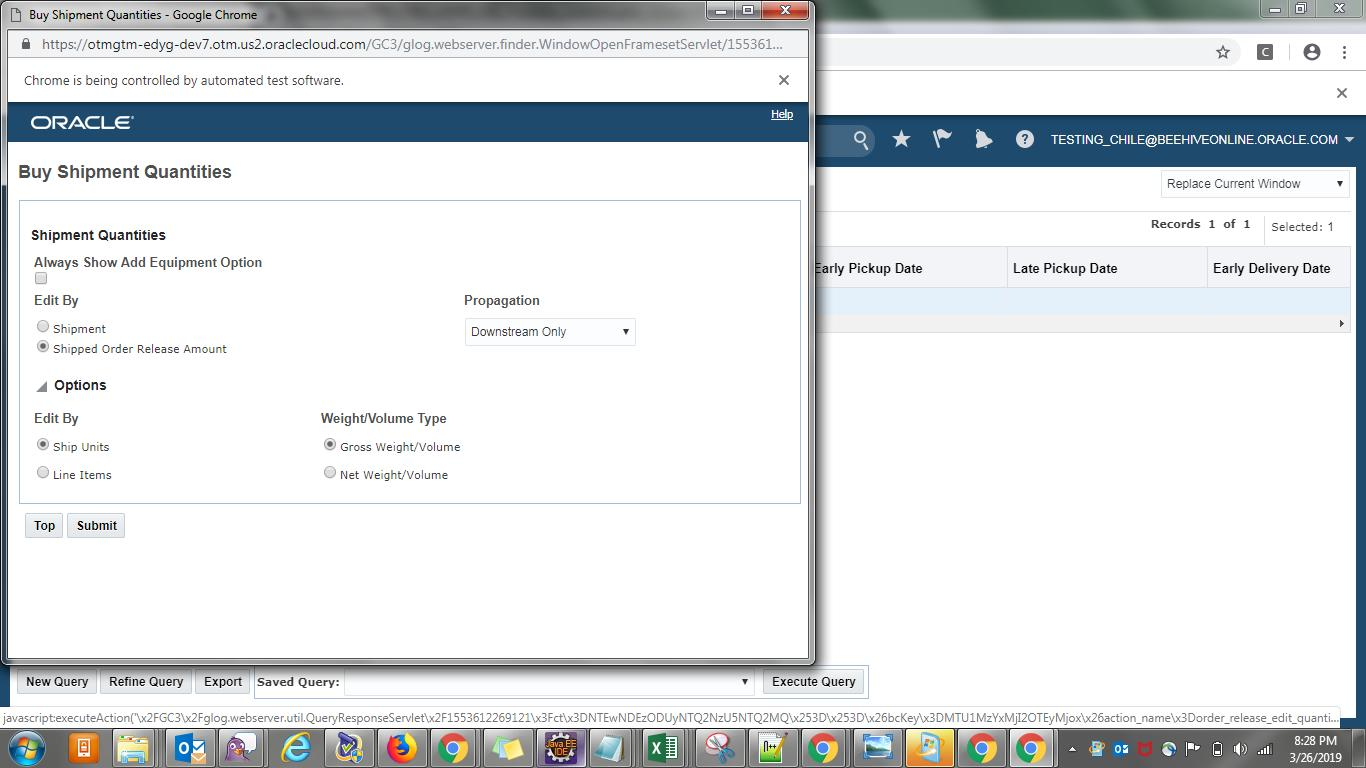 Buy Shipment Quantities - Google Chrome
https://otmgtm-edyg-dev7.otm.us2.oraclecloud.com/GC3/glog.webserver.finder.WindowOpenFramesetServlet/155361...
Chrome is being controlled by automated test software.
ORACLE
Help
Buy Shipment Quantities
Shipment Quantities
Always Show Add Equipment Option
Edit By
Propagation
Shipment
Downstream Only
Shipped Order Release Amount
Options
Edit By
Weight/Volume Type
Ship Units
Gross Weight/Volume
Line Items
Net Weight/Volume
Top
Submit
C
TESTING_CHILE@BEEHIVEONLINE.ORACLE.COM
Replace Current Window
Records 1 of 1
Selected: 1
Early Pickup Date
Late Pickup Date
Early Delivery Date
New Query
Refine Query
Export
Saved Query:
Execute Query
javascript:executeAction("\x2FGC3\x2Fglog.webserver.util.QueryResponseServlet\x2F1553612269121\x3Fct\x3DNTEwNDEzODUyNTQ2NzU5NTQ2MQ\x253D\x253D\x26bcKey\x3DMTU1MzYxMjI2OTEyMjox\x26action_name\x3Dorder_release_edit_quanti...
Java EE
IDE
8:28 PM
3/26/2019